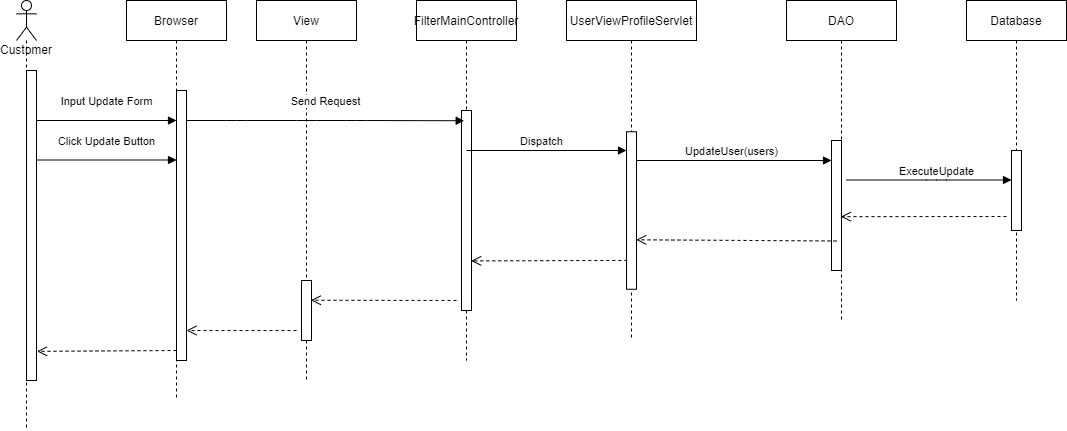 Customer
Browser
View
FilterMainController
UserViewProfileServlet
DAO
Database
Input Update Form
Send Request
Click Update Button
Dispatch
UpdateUser(users)
ExecuteUpdate